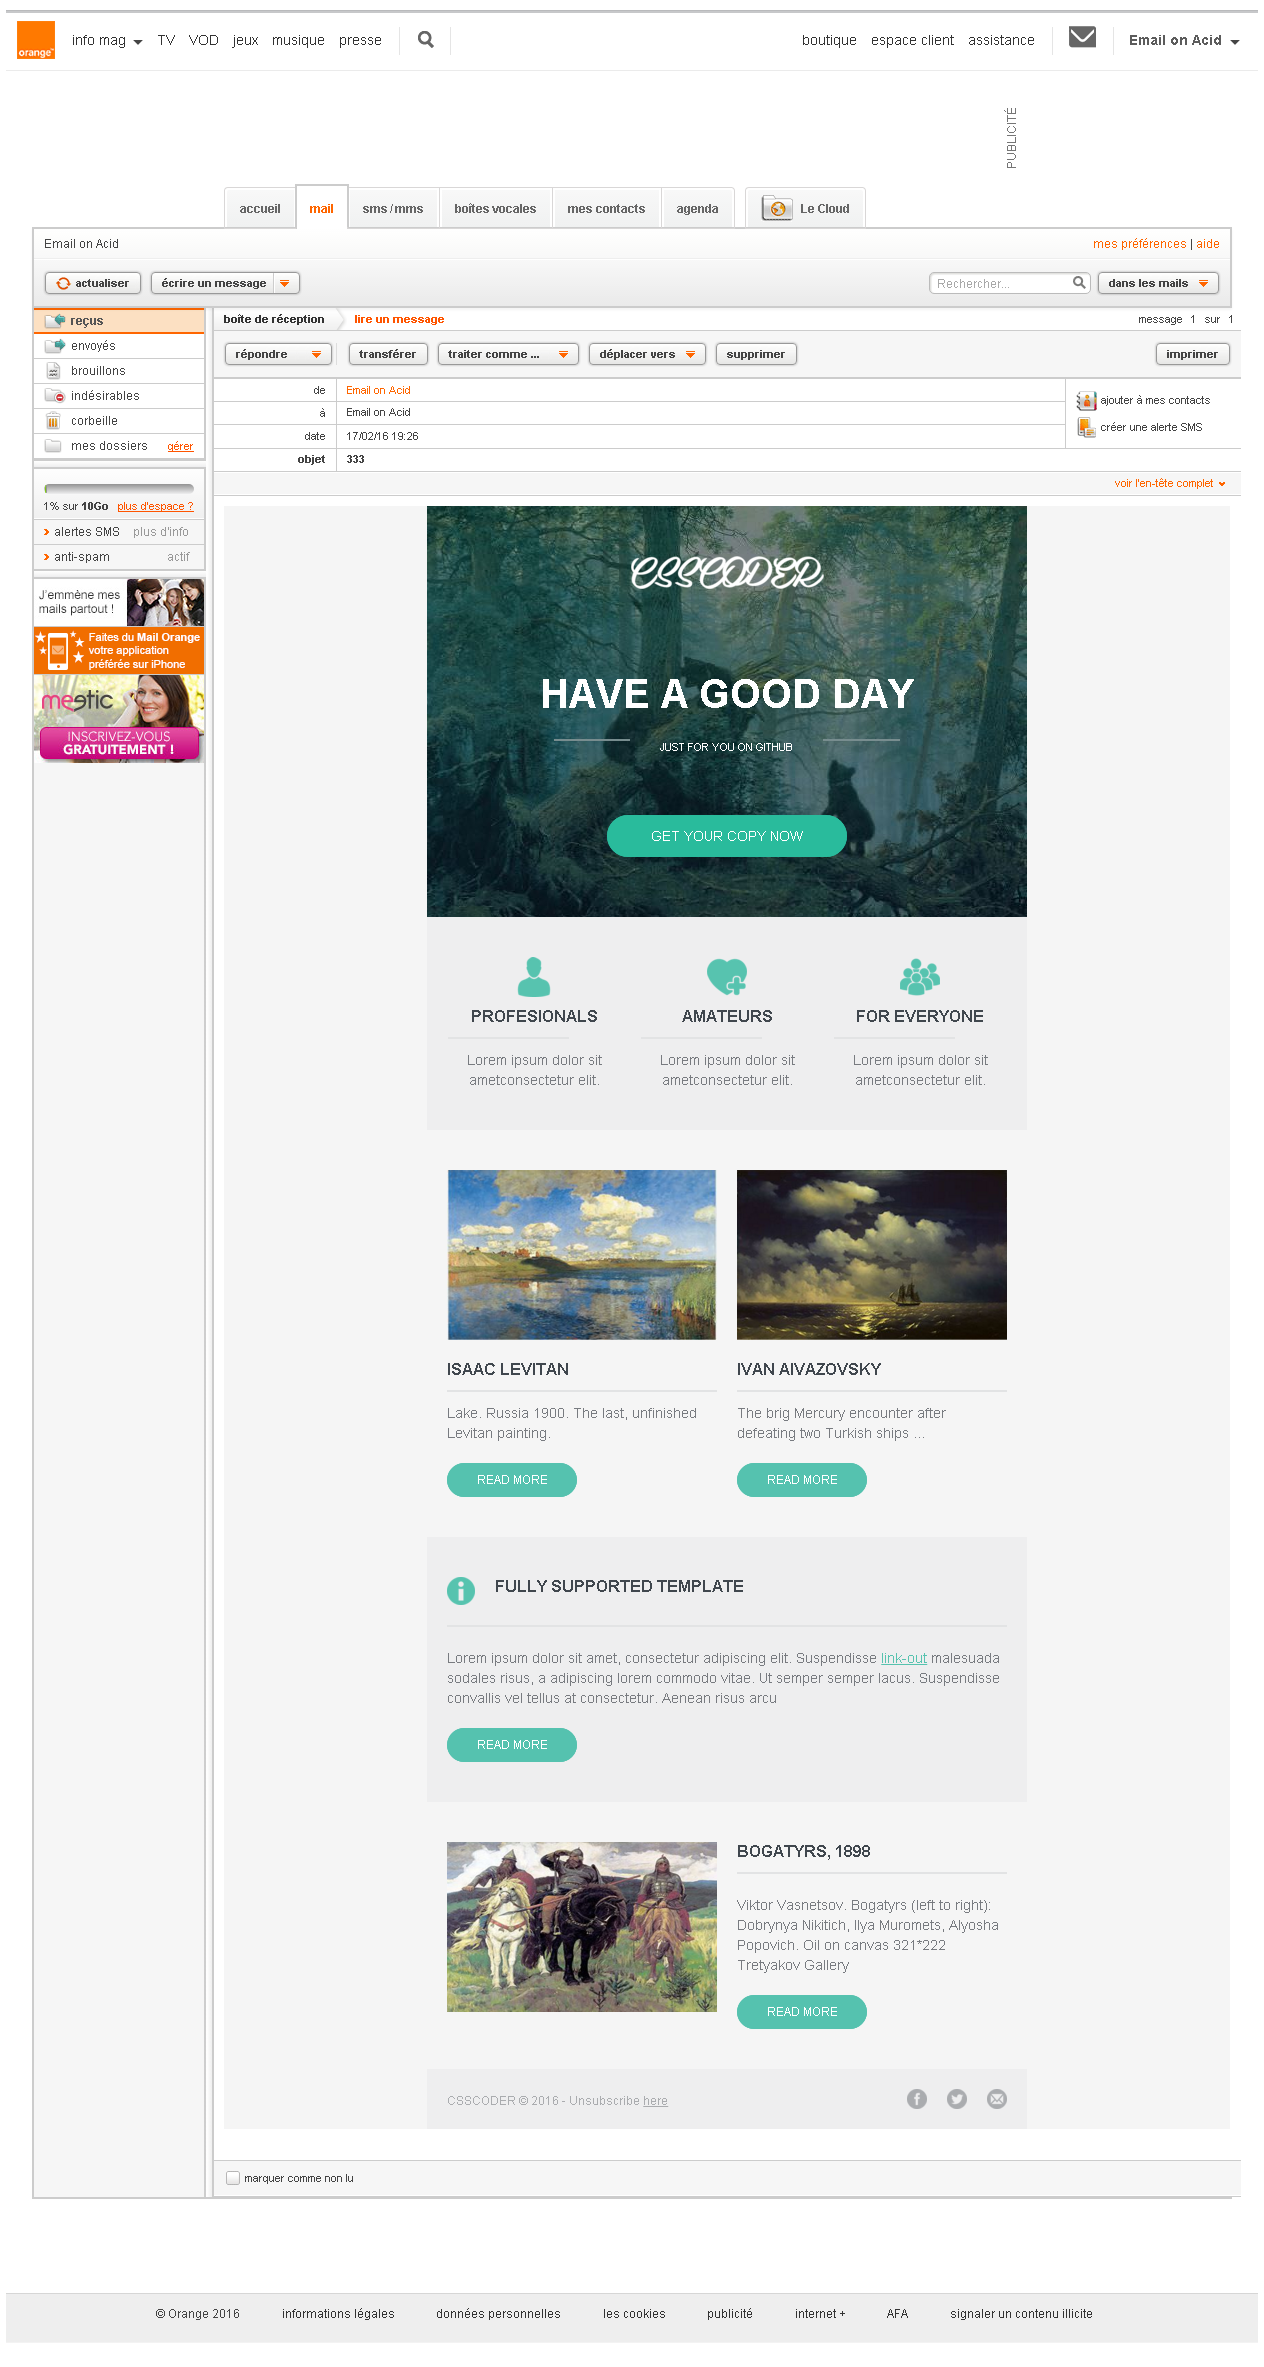 orange™
info mag TV VOD jeux musique presse
boutique espace client assistance Email on Acid
PUBLICITÉ
accueil mail sms / mms boîtes vocales mes contacts agenda Le Cloud
Email on Acid mes préférences | aide
actualiser écrire un message Rechercher... dans les mails
reçus
envoyés
brouillons
indésirables
corbeille
mes dossiers gérer
1% sur 10Go plus d'espace ?
alertes SMS plus d'info
anti-spam actif
J'emmène mes
mails partout !
Faites du Mail Orange
votre application
préférée sur iPhone
meetic
INSCRIVEZ-VOUS
GRATUITEMENT !
boîte de réception lire un message message 1 sur 1
répondre transférer traiter comme ... déplacer vers supprimer imprimer
de Email on Acid
à Email on Acid
date 17/02/16 19:26
objet 333
ajouter à mes contacts
créer une alerte SMS
voir l'en-tête complet
CSSCODER
HAVE A GOOD DAY
JUST FOR YOU ON GITHUB
GET YOUR COPY NOW
PROFESIONALS
Lorem ipsum dolor sit
ametconsectetur elit.
AMATEURS
Lorem ipsum dolor sit
ametconsectetur elit.
FOR EVERYONE
Lorem ipsum dolor sit
ametconsectetur elit.
ISAAC LEVITAN
Lake. Russia 1900. The last, unfinished
Levitan painting.
READ MORE
IVAN AIVAZOVSKY
The brig Mercury encounter after
defeating two Turkish ships ...
READ MORE
FULLY SUPPORTED TEMPLATE
Lorem ipsum dolor sit amet, consectetur adipiscing elit. Suspendisse link-out malesuada
sodales risus, a adipiscing lorem commodo vitae. Ut semper semper lacus. Suspendisse
convallis vel tellus at consectetur. Aenean risus arcu
READ MORE
BOGATYRS, 1898
Viktor Vasnetsov. Bogatyrs (left to right):
Dobrynya Nikitich, Ilya Muromets, Alyosha
Popovich. Oil on canvas 321*222
Tretyakov Gallery
READ MORE
CSSCODER © 2016 - Unsubscribe here
marquer comme non lu
© Orange 2016 informations légales données personnelles les cookies publicité internet + AFA signaler un contenu illicite